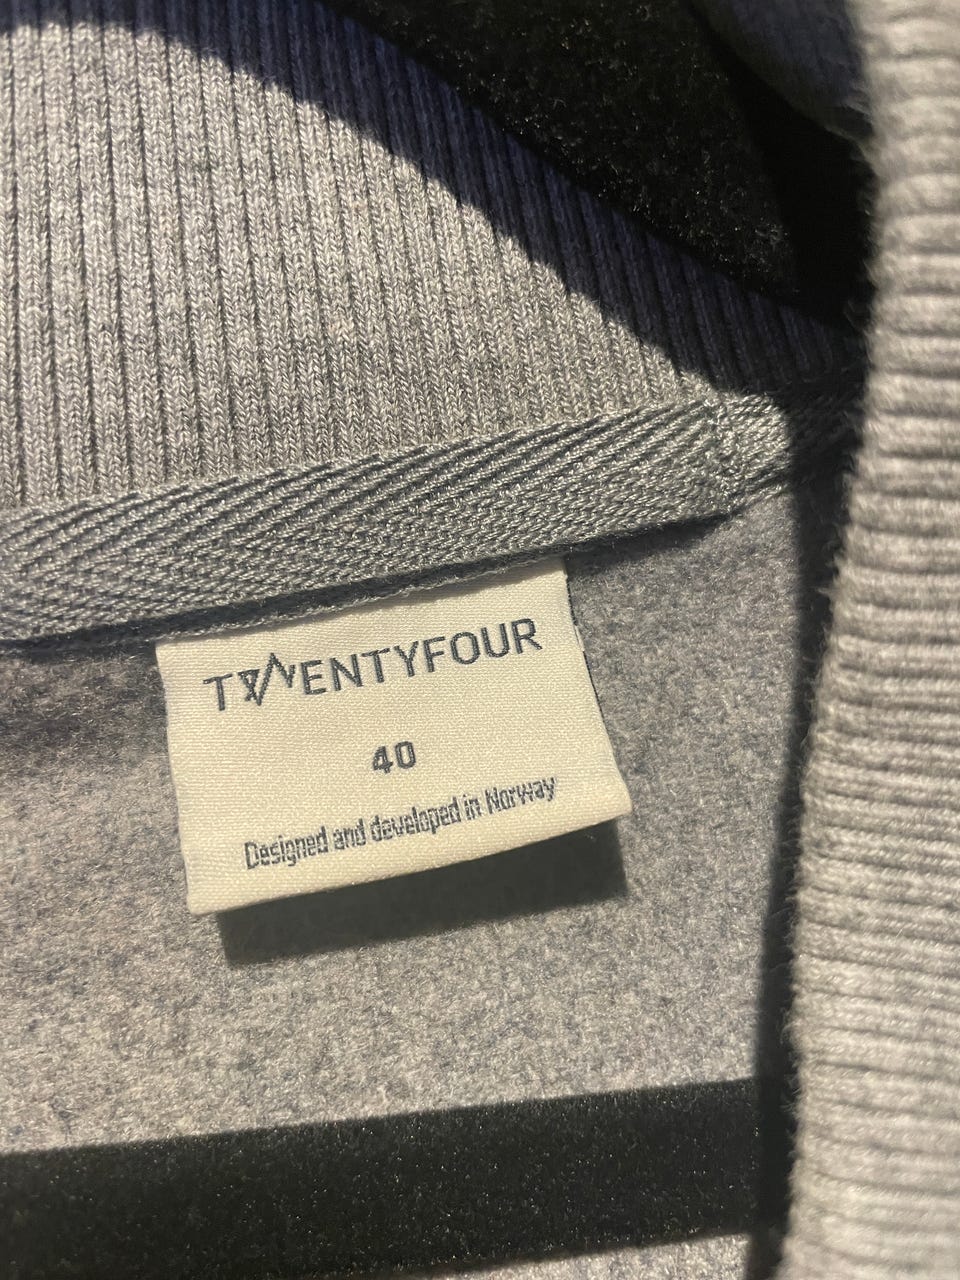 TWENTYFOUR
40
Designed and developed in Norway